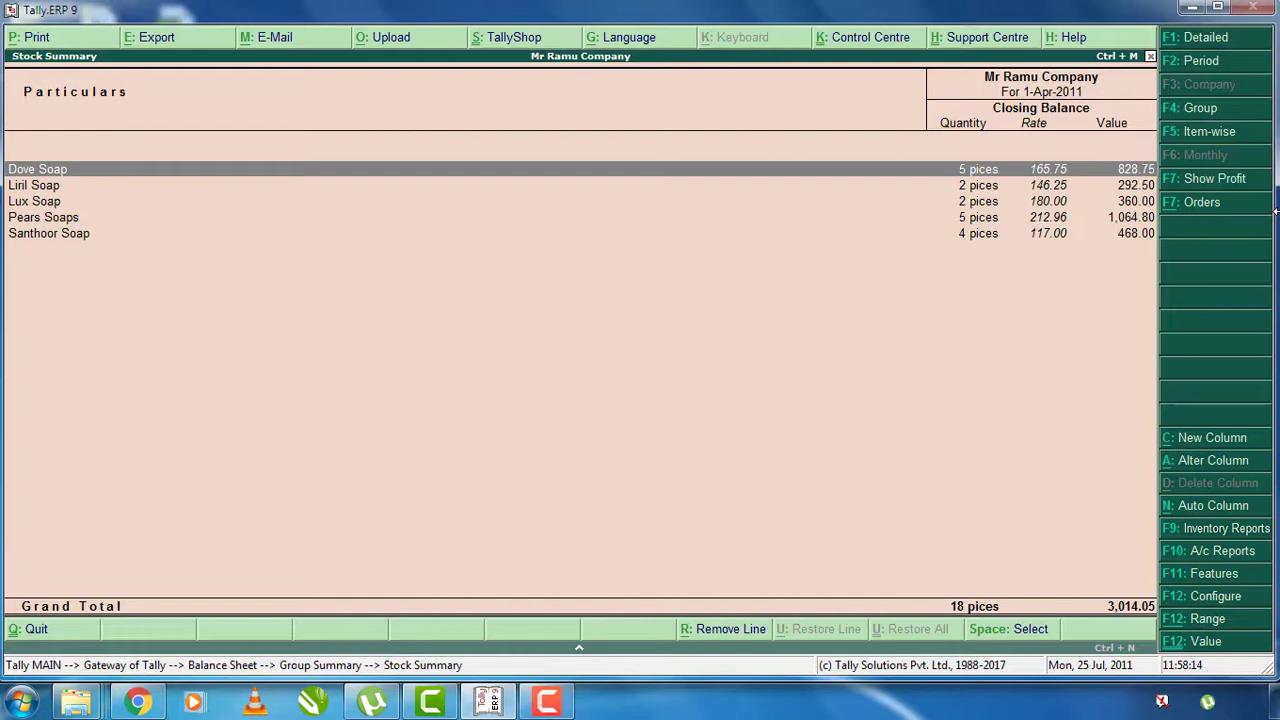 Tally.ERP 9
P: Print E: Export M: E-Mail O: Upload S: TallyShop G: Language K: Keyboard K: Control Centre H: Support Centre H: Help
Stock Summary Mr Ramu Company Ctrl + M
Particulars
Mr Ramu Company
For 1-Apr-2011
Closing Balance
Quantity Rate Value
Dove Soap 5 pices 165.75 828.75
Liril Soap 2 pices 146.25 292.50
Lux Soap 2 pices 180.00 360.00
Pears Soaps 5 pices 212.96 1,064.80
Santhoor Soap 4 pices 117.00 468.00
Grand Total 18 pices 3,014.05
F1: Detailed
F2: Period
F3: Company
F4: Group
F5: Item-wise
F6: Monthly
F7: Show Profit
F7: Orders
C: New Column
A: Alter Column
D: Delete Column
N: Auto Column
F9: Inventory Reports
F10: A/c Reports
F11: Features
F12: Configure
F12: Range
F12: Value
Q: Quit R: Remove Line U: Restore Line U: Restore All Space: Select
Ctrl + N
Tally MAIN --> Gateway of Tally --> Balance Sheet --> Group Summary --> Stock Summary (c) Tally Solutions Pvt. Ltd., 1988-2017 Mon, 25 Jul, 2011 11:58:14
Tally ERP 9